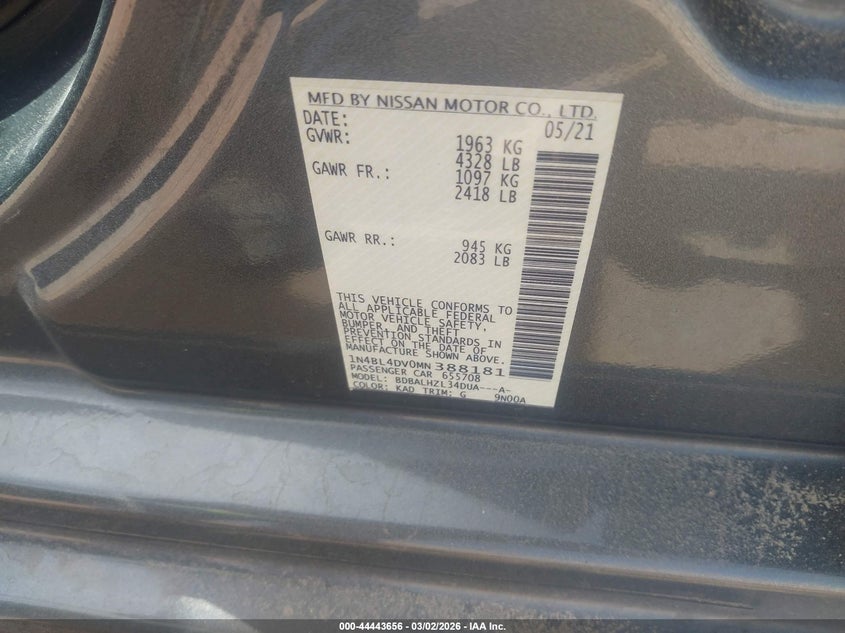 MFD BY NISSAN MOTOR CO., LTD.
DATE: 05/21
GVWR: 1963 KG
4328 LB
GAWR FR.: 1097 KG
2418 LB
GAWR RR.: 945 KG
2083 LB
THIS VEHICLE CONFORMS TO
ALL APPLICABLE FEDERAL
MOTOR VEHICLE SAFETY,
BUMPER, AND THEFT
PREVENTION STANDARDS IN
EFFECT ON THE DATE OF
MANUFACTURE SHOWN ABOVE.
1N4BL4DV0MN388181
PASSENGER CAR 655708
MODEL: BDBALHZL34DUA---A-
COLOR: KAD TRIM: G 9N00A
000-44443656 - 03/02/2026 - IAA Inc.